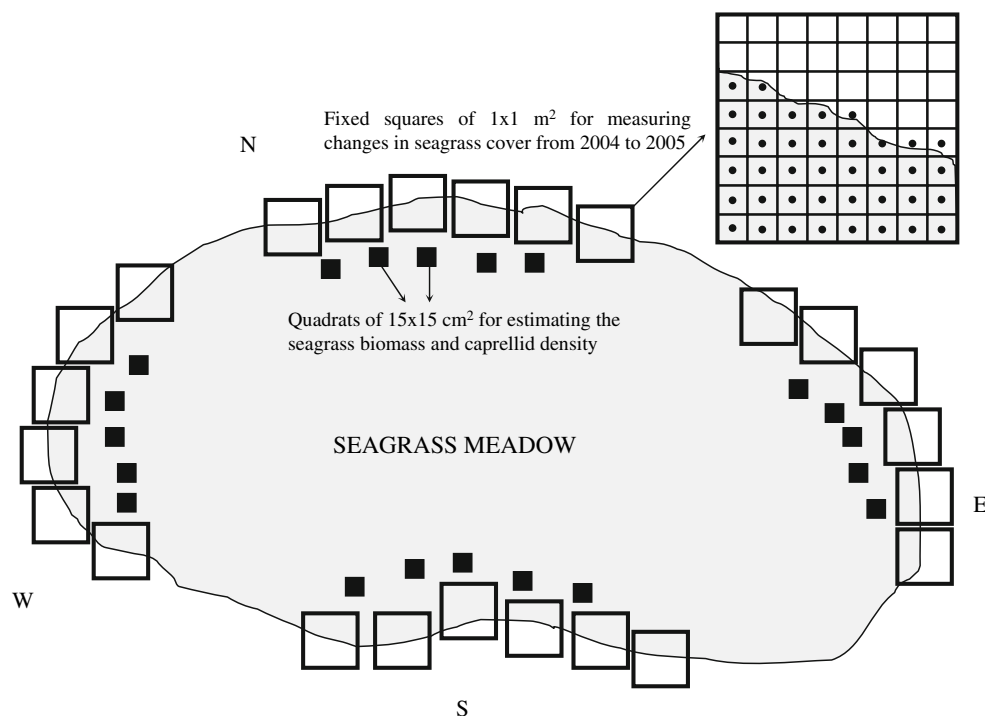 Fixed squares of 1x1 m² for measuring
changes in seagrass cover from 2004 to 2005
N
Quadrats of 15x15 cm² for estimating the
seagrass biomass and caprellid density
SEAGRASS MEADOW
E
W
S